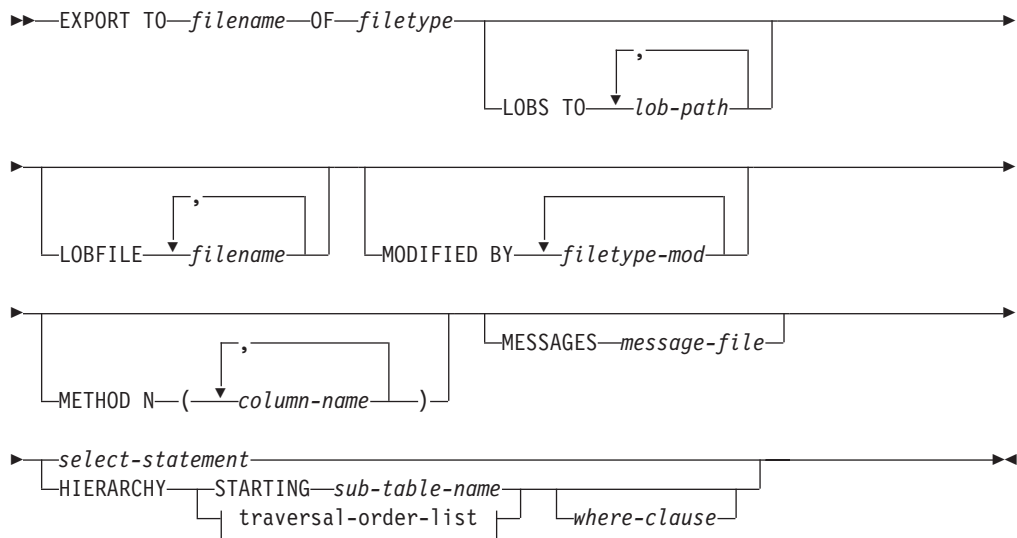 EXPORT TO filename OF filetype
,
LOBS TO lob-path
, 
LOBFILE filename MODIFIED BY filetype-mod
,
MESSAGES message-file
METHOD N ( column-name )
select-statement
HIERARCHY STARTING sub-table-name
traversal-order-list where-clause